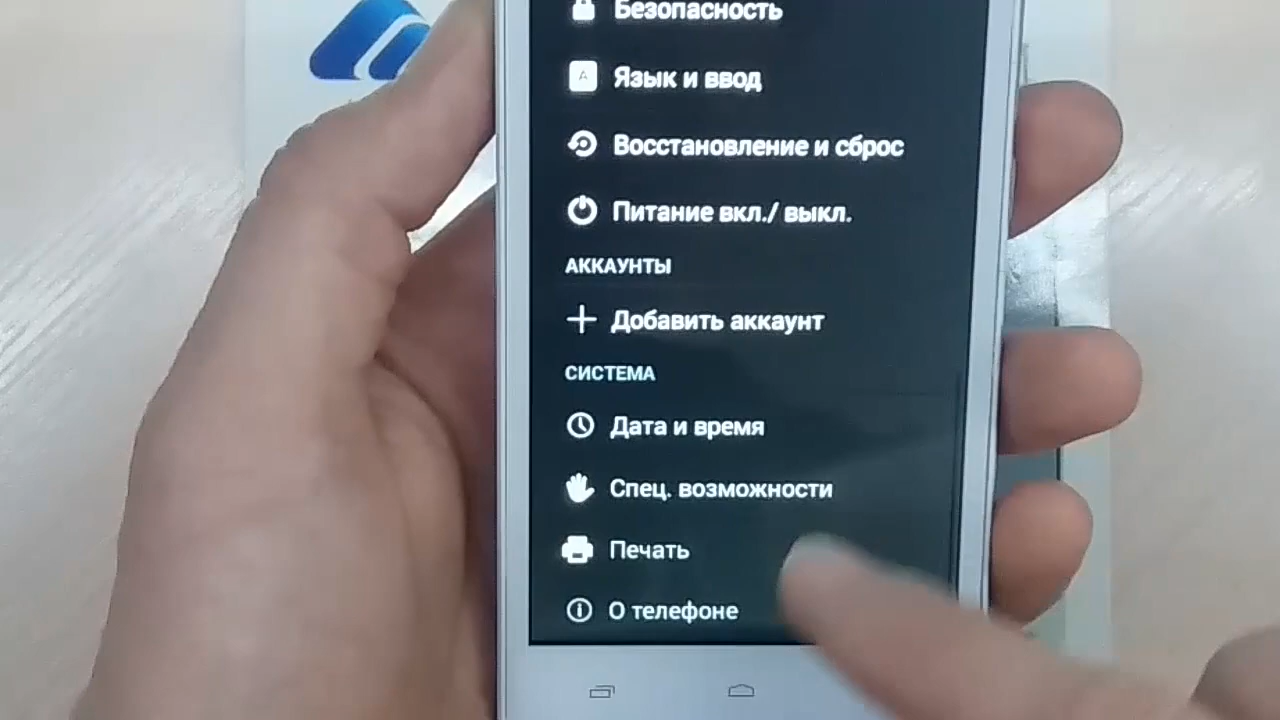 Безопасность
Язык и ввод
Восстановление и сброс
Питание вкл./ выкл.
АККАУНТЫ
Добавить аккаунт
СИСТЕМА
Дата и время
Спец. возможности
Печать
О телефоне